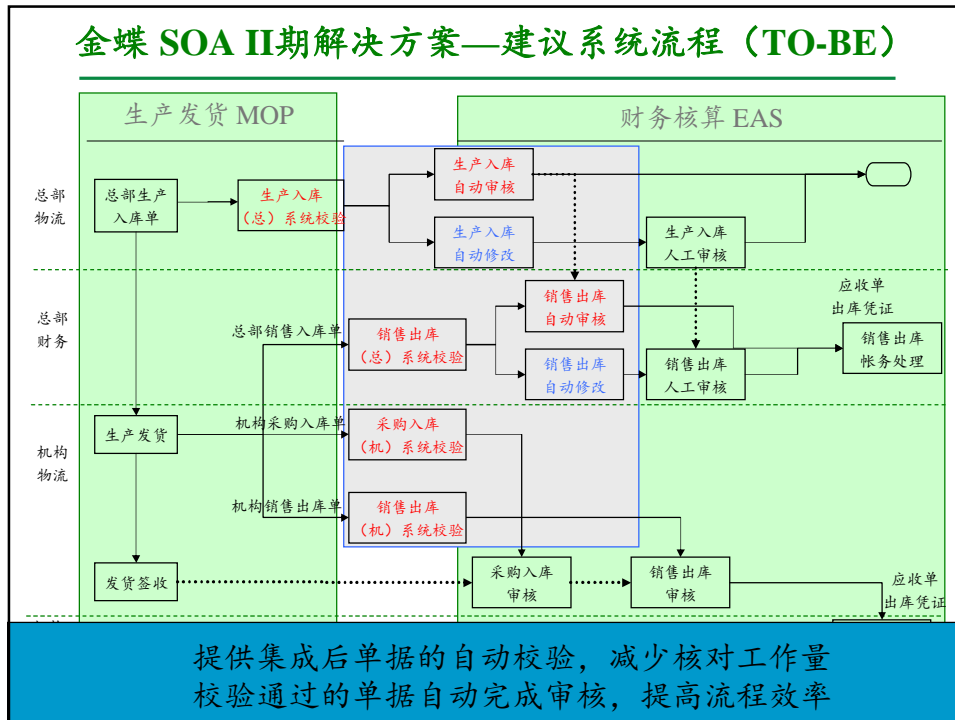 金蝶 SOA II期解决方案—建议系统流程（TO-BE）
生产发货 MOP
财务核算 EAS
总部
物流
总部生产
入库单
生产入库
（总）系统校验
生产入库
自动审核
生产入库
自动修改
生产入库
人工审核
总部
财务
总部销售入库单
销售出库
（总）系统校验
销售出库
自动审核
销售出库
自动修改
销售出库
人工审核
应收单
出库凭证
销售出库
帐务处理
机构
物流
生产发货
机构采购入库单
采购入库
（机）系统校验
机构销售出库单
销售出库
（机）系统校验
发货签收
采购入库
审核
销售出库
审核
应收单
出库凭证
提供集成后单据的自动校验，减少核对工作量
校验通过的单据自动完成审核，提高流程效率